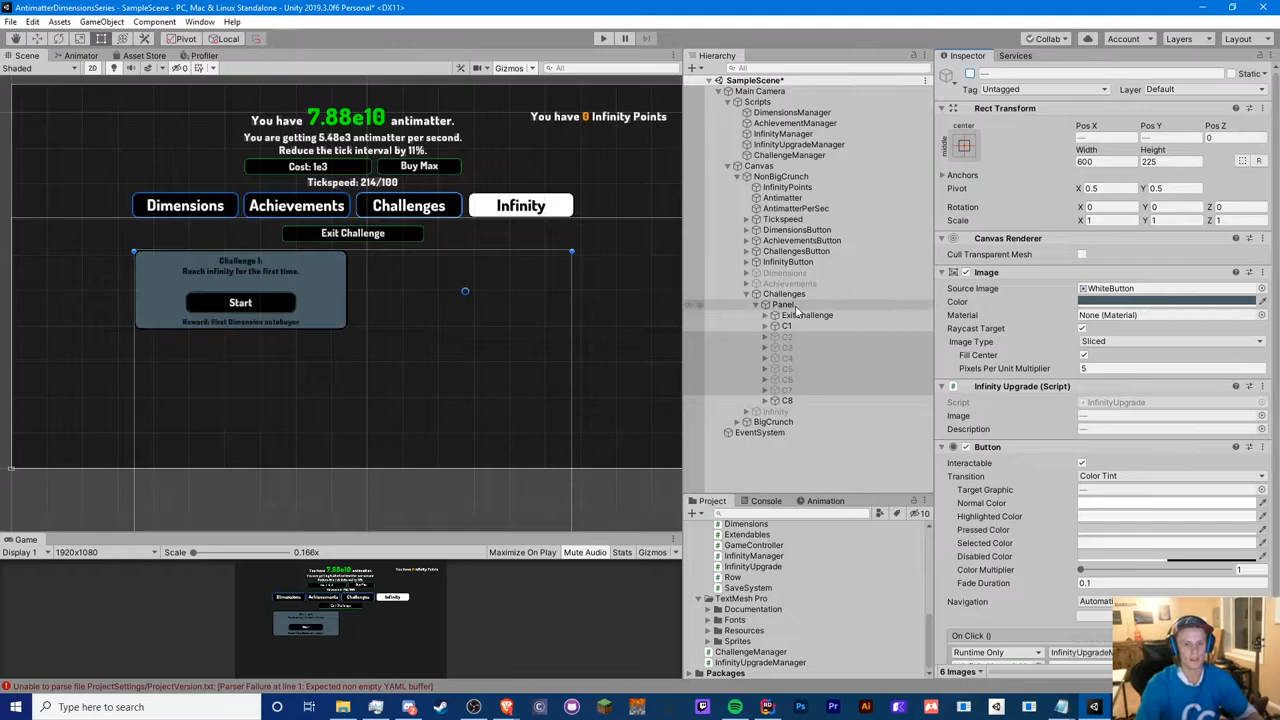 AntimatterDimensionsSeries - SampleScene - PC, Mac & Linux Standalone - Unity 2019.3.0f6 Personal* <DX11>
File Edit Assets GameObject Component Window Help
Pivot Local Collab Account Layers Layout
Scene Animator Asset Store Profiler
Shaded 2D 0 Gizmos All
You have 7.88e10 antimatter.
You have 0 Infinity Points
You are getting 5.48e3 antimatter per second.
Reduce the tick interval by 11%.
Cost: 1e3 Buy Max
Tickspeed: 214/100
Dimensions Achievements Challenges Infinity
Exit Challenge
Challenge 1:
Reach infinity for the first time.
Start
Reward: First Dimension autobuyer
Game
Display 1 1920x1080 Scale 0.166x Maximize On Play Mute Audio Stats Gizmos
Hierarchy
All
SampleScene*
Main Camera
Scripts
DimensionsManager
AchievementManager
InfinityManager
InfinityUpgradeManager
ChallengeManager
Canvas
NonBigCrunch
InfinityPoints
Antimatter
AntimatterPerSec
Tickspeed
DimensionsButton
AchievementsButton
ChallengesButton
InfinityButton
Dimensions
Achievements
Challenges
Panel
ExitChallenge
C1
C2
C3
C4
C5
C6
C7
C8
Infinity
BigCrunch
EventSystem
Project Console Animation
10
Dimensions
Extendables
GameController
InfinityManager
InfinityUpgrade
Row
SaveSystem
TextMesh Pro
Documentation
Fonts
Resources
Sprites
ChallengeManager
InfinityUpgradeManager
Packages
Inspector Services
— Static
Tag Untagged Layer Default
Rect Transform
center Pos X Pos Y Pos Z
middle — — 0
Width Height
600 225 R
Anchors
Pivot X 0.5 Y 0.5
Rotation X 0 Y 0 Z 0
Scale X 1 Y 1 Z 1
Canvas Renderer
Cull Transparent Mesh
Image
Source Image WhiteButton
Color
Material None (Material)
Raycast Target
Image Type Sliced
Fill Center
Pixels Per Unit Multiplier 5
Infinity Upgrade (Script)
Script InfinityUpgrade
Image —
Description —
Button
Interactable
Transition Color Tint
Target Graphic —
Normal Color
Highlighted Color
Pressed Color
Selected Color
Disabled Color
Color Multiplier 1
Fade Duration 0.1
Navigation
On Click ()
Runtime Only
6 Images
Unable to parse file ProjectSettings/ProjectVersion.txt: [Parser Failure at line 1: Expected non empty YAML buffer]
Type here to search